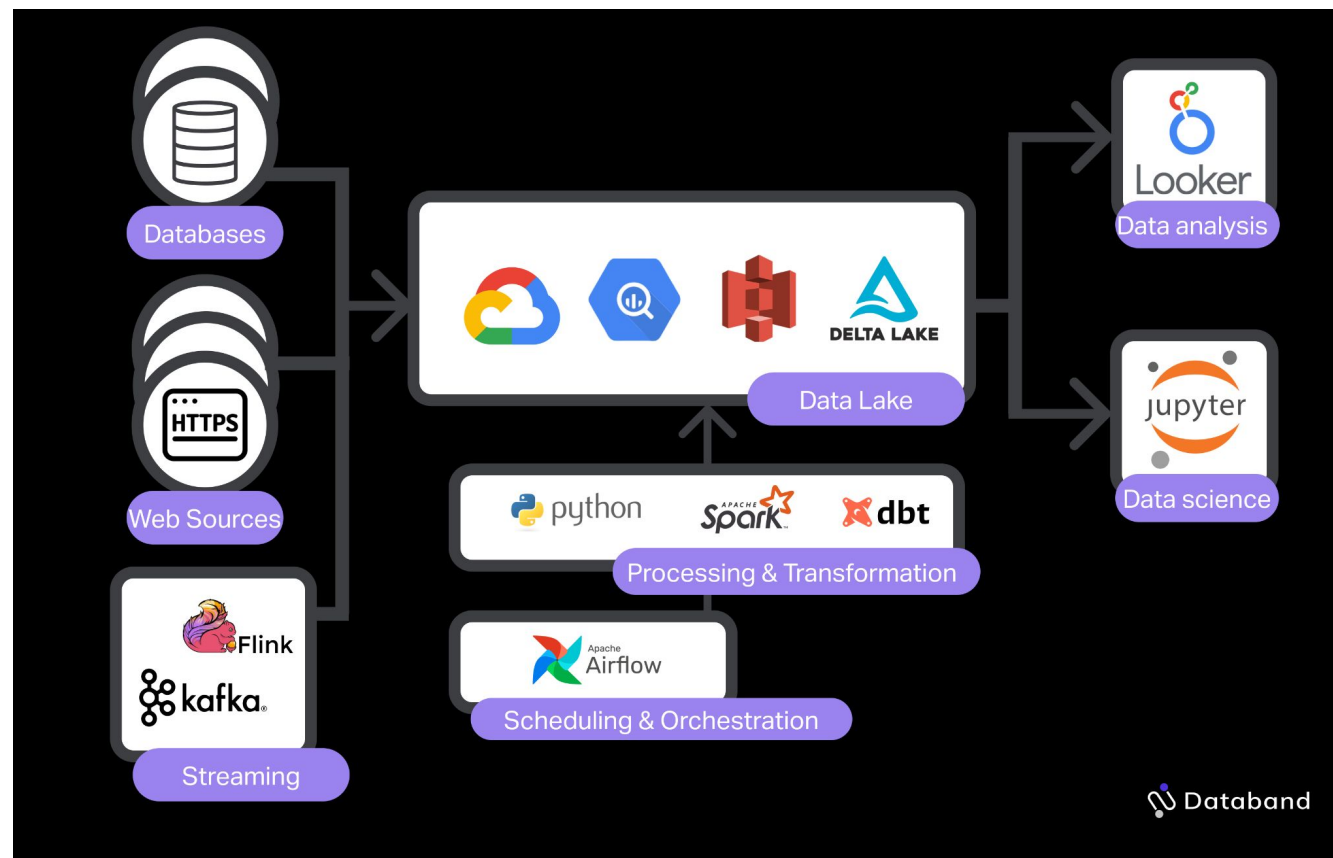 Databases
HTTPS
Web Sources
Flink
kafka®
Streaming
DELTA LAKE
Data Lake
python
APACHE
Spark™
dbt
Processing & Transformation
Apache
Airflow
Scheduling & Orchestration
Looker
Data analysis
jupyter
Data science
Databand